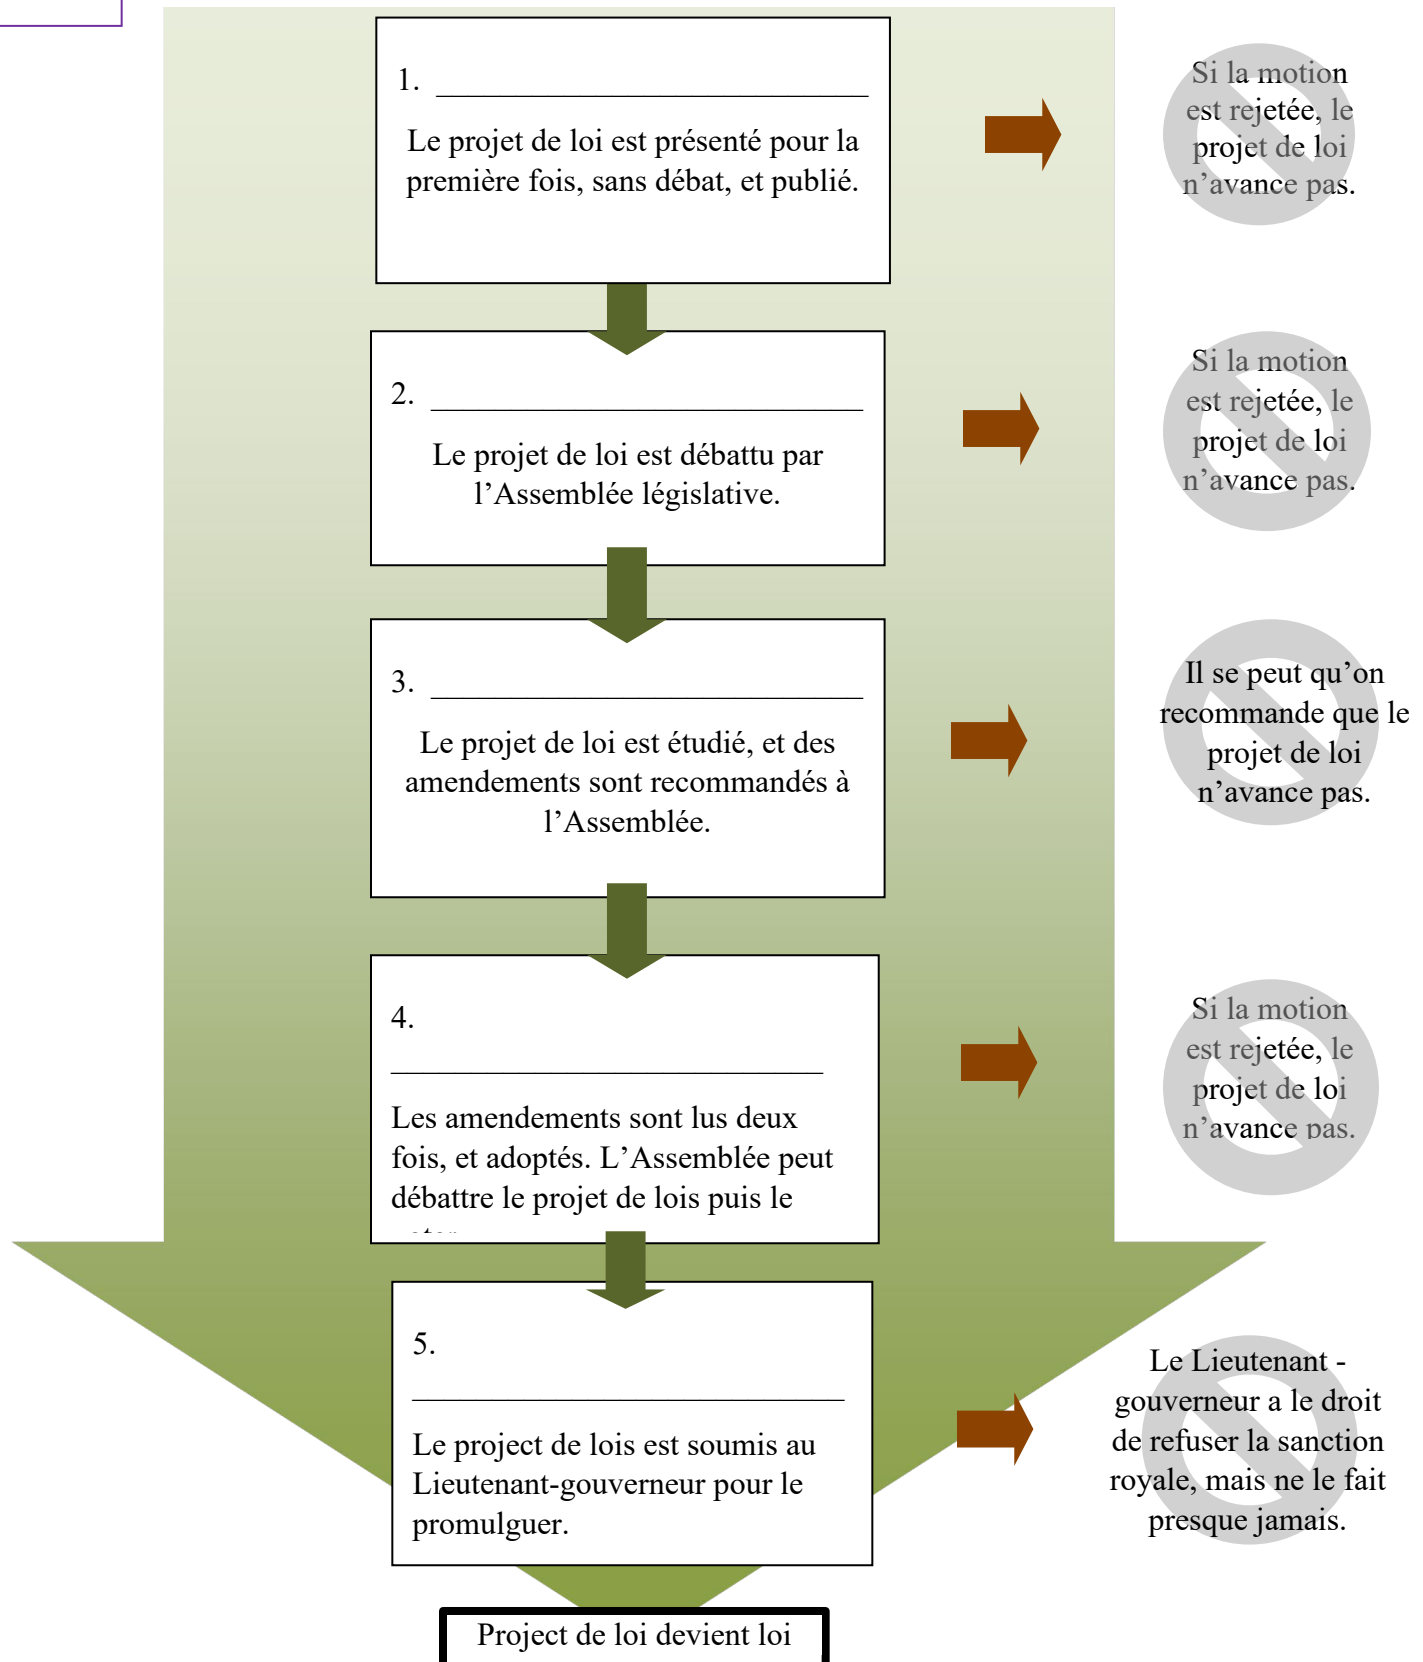 1. ___________________________
Le projet de loi est présenté pour la
première fois, sans débat, et publié.
Si la motion
est rejetée, le
projet de loi
n’avance pas.
2. ___________________________
Le projet de loi est débattu par
l’Assemblée législative.
Si la motion
est rejetée, le
projet de loi
n’avance pas.
3. ___________________________
Le projet de loi est étudié, et des
amendements sont recommandés à
l’Assemblée.
Il se peut qu’on
recommande que le
projet de loi
n’avance pas.
4.
___________________________
Les amendements sont lus deux
fois, et adoptés. L’Assemblée peut
débattre le projet de lois puis le
Si la motion
est rejetée, le
projet de loi
n’avance pas.
5.
___________________________
Le project de lois est soumis au
Lieutenant-gouverneur pour le
promulguer.
Le Lieutenant -
gouverneur a le droit
de refuser la sanction
royale, mais ne le fait
presque jamais.
Project de loi devient loi